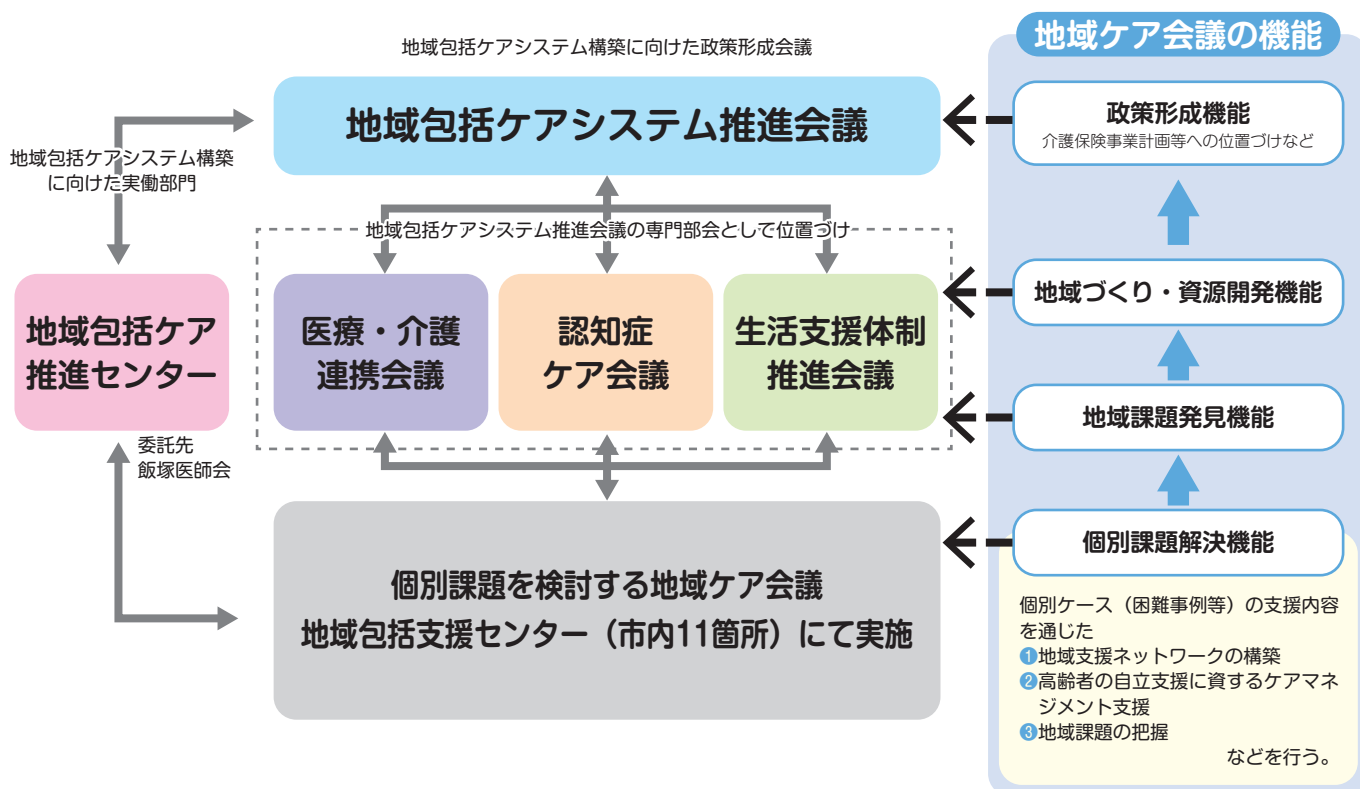 地域包括ケアシステム構築に向けた政策形成会議
地域包括ケアシステム推進会議
地域包括ケアシステム構築
に向けた実働部門
地域包括ケアシステム推進会議の専門部会として位置づけ
地域包括ケア
推進センター
医療・介護
連携会議
認知症
ケア会議
生活支援体制
推進会議
委託先
飯塚医師会
個別課題を検討する地域ケア会議
地域包括支援センター（市内11箇所）にて実施
地域ケア会議の機能
政策形成機能
介護保険事業計画等への位置づけなど
地域づくり・資源開発機能
地域課題発見機能
個別課題解決機能
個別ケース（困難事例等）の支援内容
を通じた
❶地域支援ネットワークの構築
❷高齢者の自立支援に資するケアマネ
ジメント支援
❸地域課題の把握
などを行う。